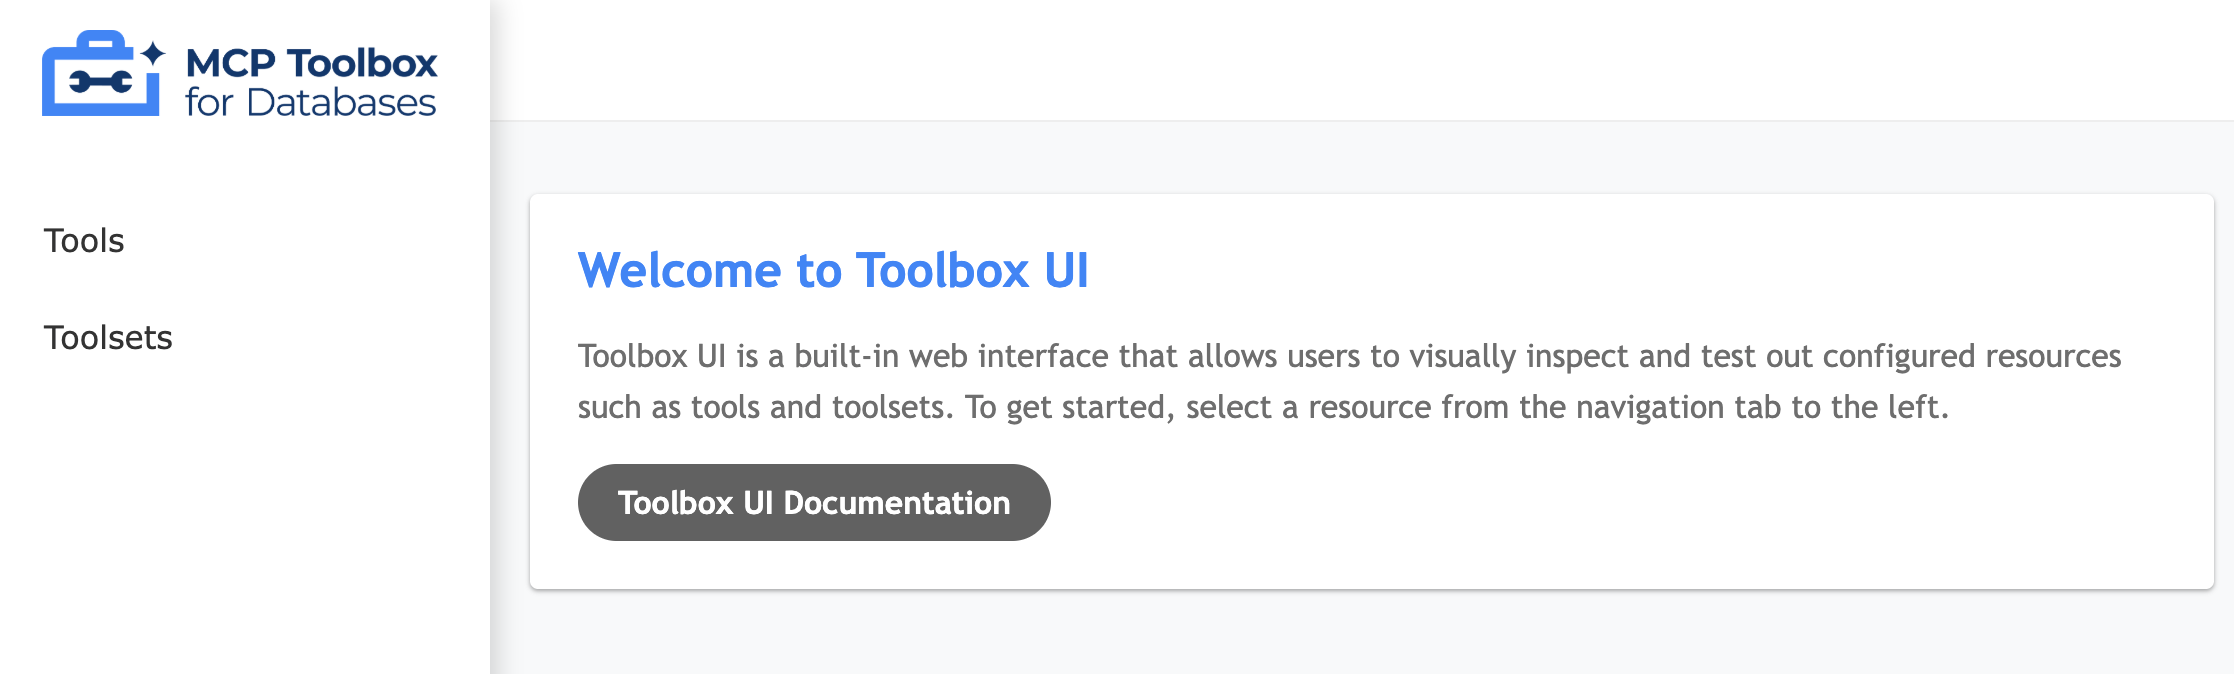 MCP Toolbox
for Databases
Tools
Toolsets
Welcome to Toolbox UI
Toolbox UI is a built-in web interface that allows users to visually inspect and test out configured resources
such as tools and toolsets. To get started, select a resource from the navigation tab to the left.
Toolbox UI Documentation